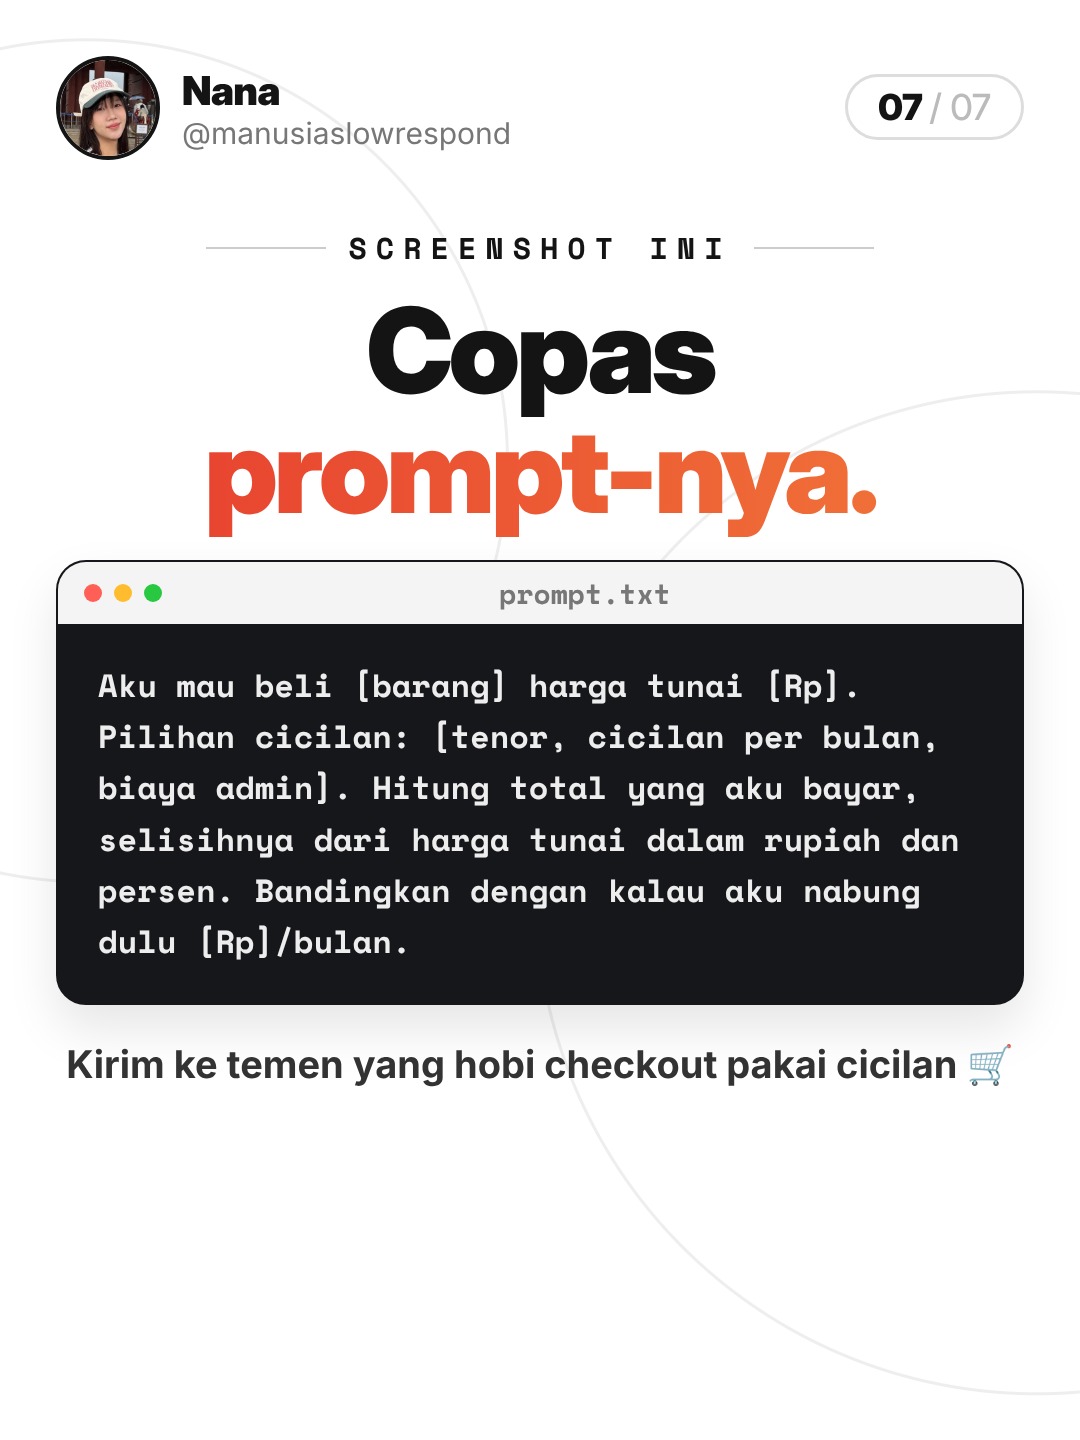 Nana
@manusiaslowrespond
07 / 07
SCREENSHOT INI
Copas
prompt-nya.
prompt.txt
Aku mau beli [barang] harga tunai [Rp].
Pilihan cicilan: [tenor, cicilan per bulan,
biaya admin]. Hitung total yang aku bayar,
selisihnya dari harga tunai dalam rupiah dan
persen. Bandingkan dengan kalau aku nabung
dulu [Rp]/bulan.
Kirim ke temen yang hobi checkout pakai cicilan 🛒